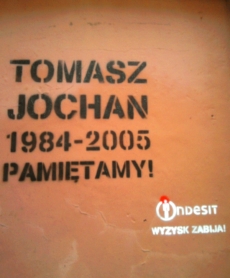 TOMASZ
JOCHAN
1984-2005
PAMIĘTAMY!
indesit
WYZYSK ZABIJA!